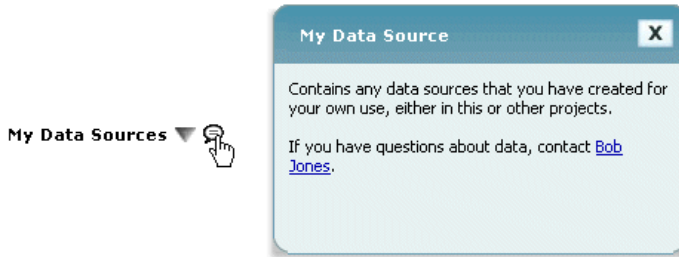 My Data Source
X
Contains any data sources that you have created for
your own use, either in this or other projects.
My Data Sources
If you have questions about data, contact Bob
Jones.